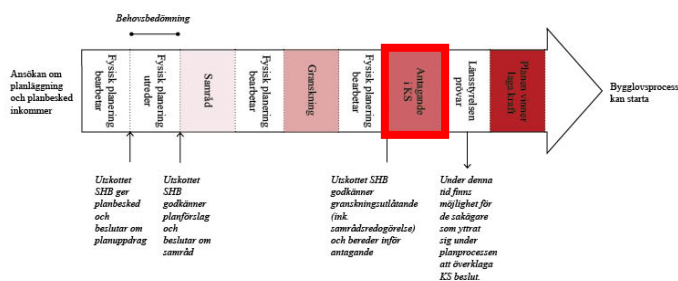 Behovsbedömning
Ansökan om
planläggning
och planbesked
inkommer
Fysisk planering
bearbetar
Fysisk planering
utreder
Samråd
Fysisk planering
bearbetar
Granskning
Fysisk planering
bearbetar
Antagande
i KS
Länsstyrelsen
prövar
Planen vinner
laga kraft
Bygglovsprocess
kan starta
Utskottet
SHB ger
planbesked
och
beslutar om
planuppdrag
Utskottet
SHB
godkänner
planförslag
och
beslutar om
samråd
Utskottet SHB
godkänner
granskningsutlåtande
(ink.
samrådsredogörelse)
och bereder inför
antagande
Under denna
tid finns
möjlighet för
de sakägare
som yttrat
sig under
planprocessen
att överklaga
KS beslut.